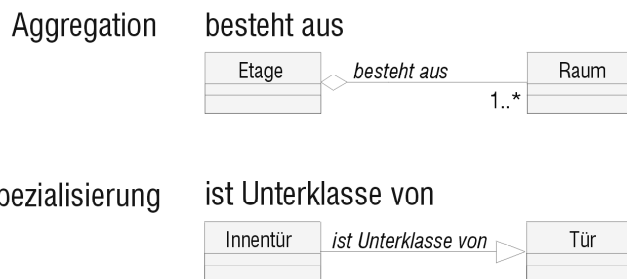 Aggregation besteht aus
Etage besteht aus Raum
1..*
pezialisierung ist Unterklasse von
Innentür ist Unterklasse von Tür